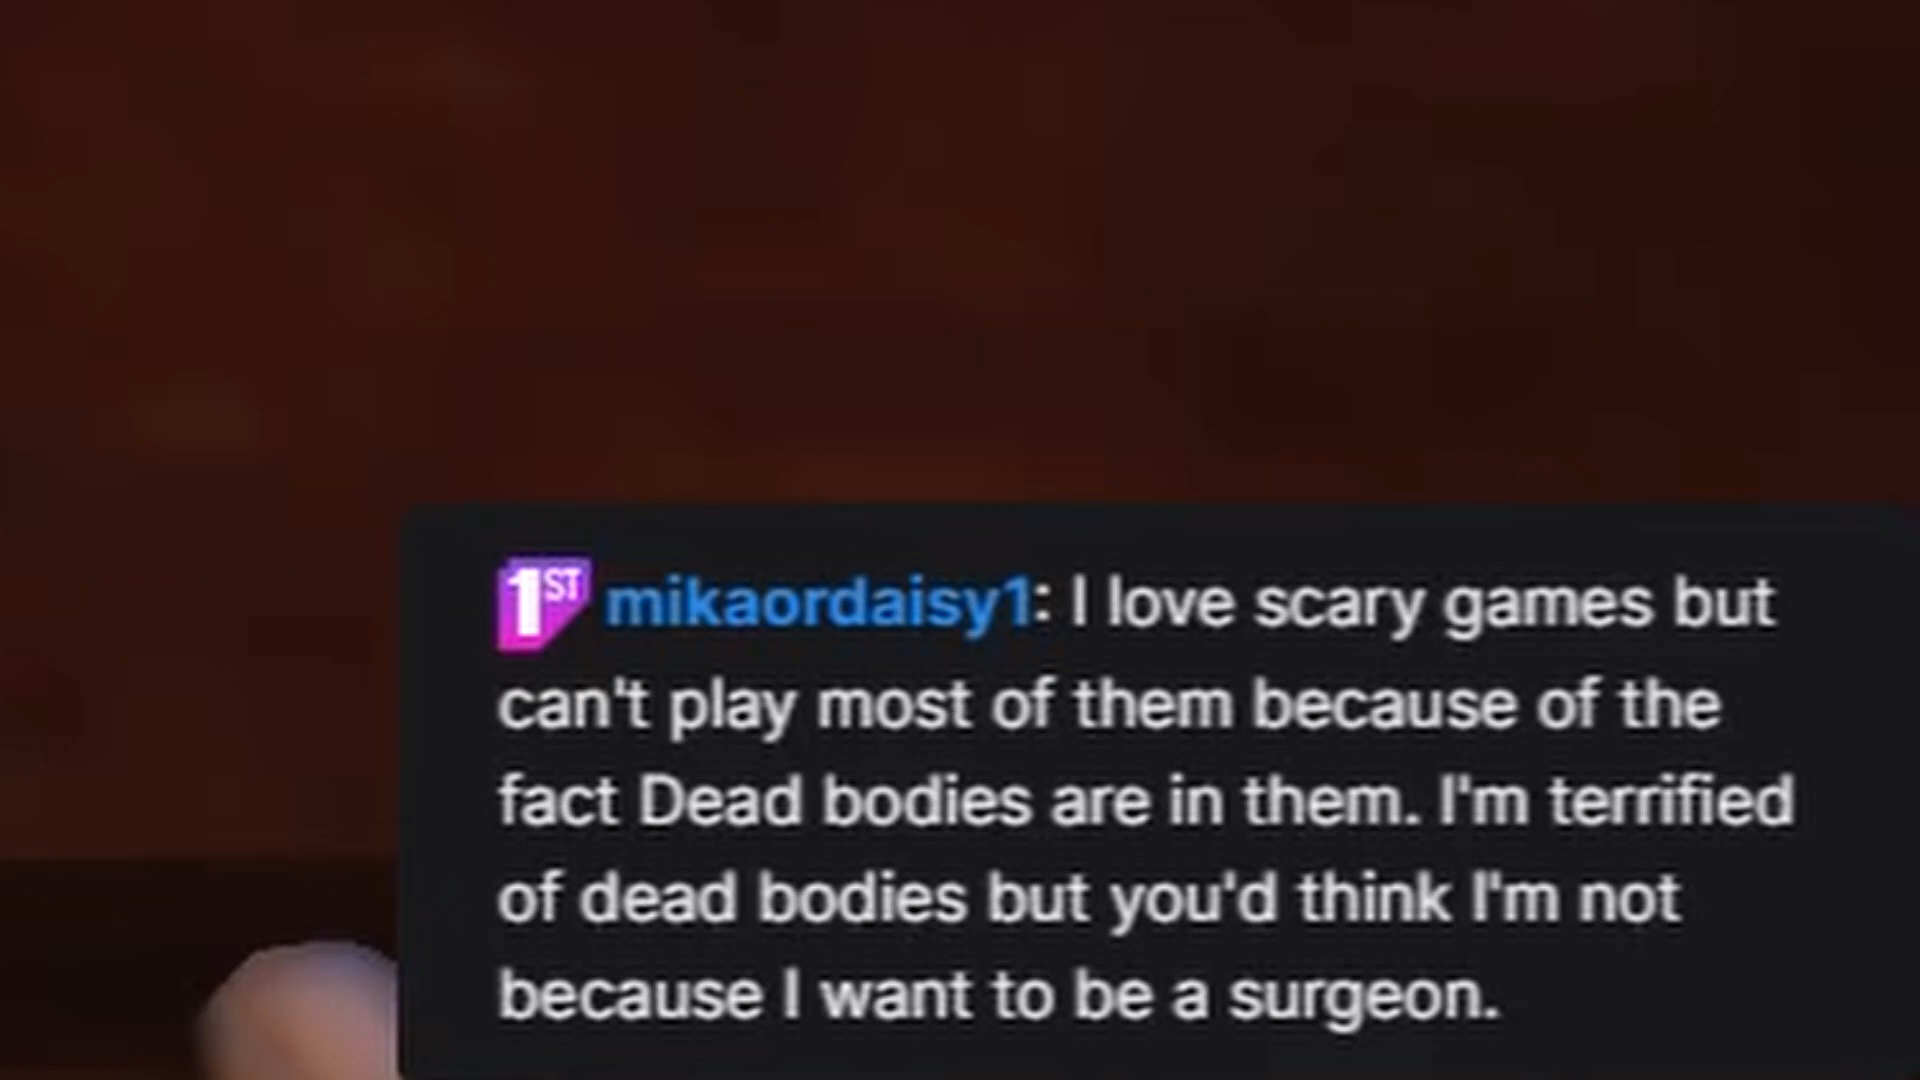 1ST mikaordaisy1: I love scary games but
can't play most of them because of the
fact Dead bodies are in them. I'm terrified
of dead bodies but you'd think I'm not
because I want to be a surgeon.